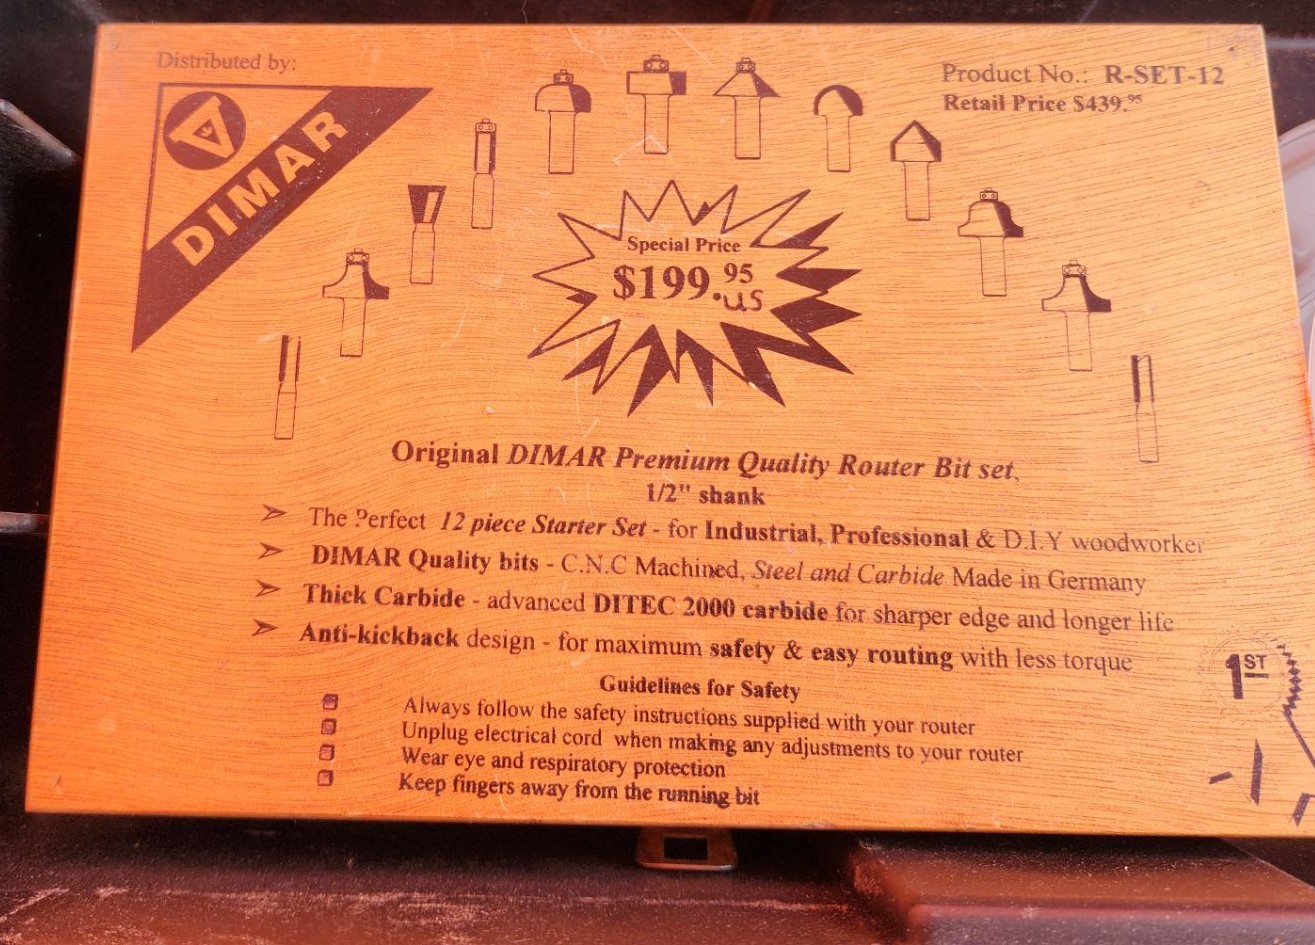 Distributed by:
DIMAR
Product No.: R-SET-12
Retail Price $439.95
Special Price
$199.95
us
Original DIMAR Premium Quality Router Bit set,
1/2" shank
➢ The Perfect 12 piece Starter Set - for Industrial, Professional & D.I.Y woodworker
➢ DIMAR Quality bits - C.N.C Machined, Steel and Carbide Made in Germany
➢ Thick Carbide - advanced DITEC 2000 carbide for sharper edge and longer life
➢ Anti-kickback design - for maximum safety & easy routing with less torque
Guidelines for Safety
Always follow the safety instructions supplied with your router
Unplug electrical cord when making any adjustments to your router
Wear eye and respiratory protection
Keep fingers away from the running bit
1ST